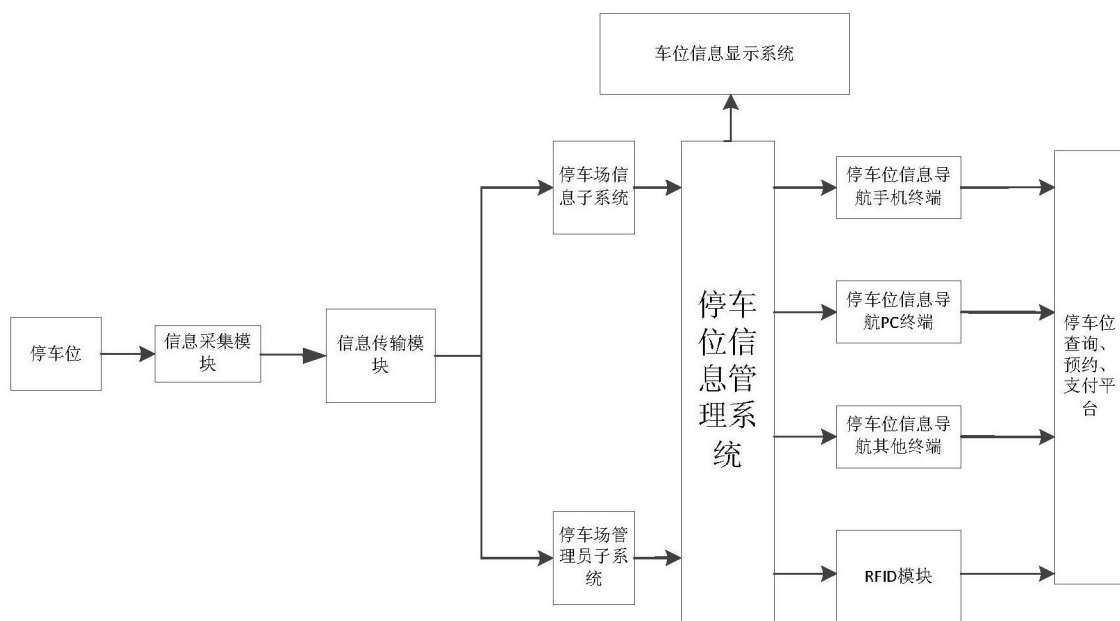 车位信息显示系统
停车场信
息子系统
停车位信息导
航手机终端
停车位
信息采集模
块
信息传输模
块
停车
位信
息管
理系
统
停车位信息导
航PC终端
停车位
查询、
预约、
支付平
台
停车位信息导
航其他终端
停车场管
理员子系
统
RFID模块